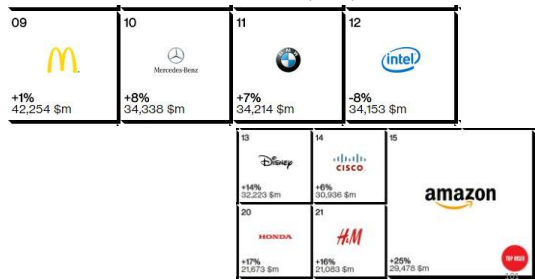 09
Mercedes-Benz
+1%
42,254 $m
10
+8%
34,338 $m
11
+7%
34,214 $m
12
intel
-8%
34,153 $m
13
Disney
+14%
32,223 $m
14
CISCO
+6%
30,936 $m
15
amazon
+25%
29,478 $m
TOP RISER
20
HONDA
+17%
21,673 $m
21
H&M
+16%
21,083 $m